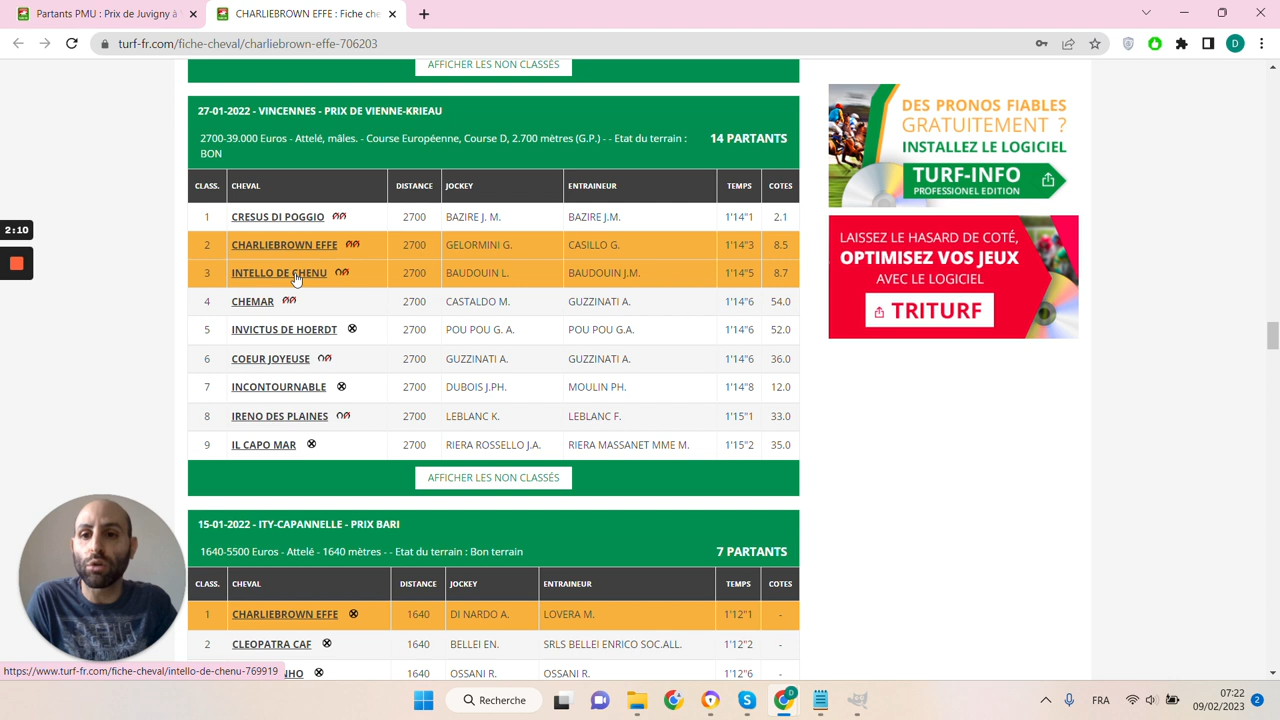 Partants PMU : Prix de Juvigny à
CHARLIEBROWN EFFE : Fiche che
turf-fr.com/fiche-cheval/charliebrown-effe-706203
D
AFFICHER LES NON CLASSÉS
27-01-2022 - VINCENNES - PRIX DE VIENNE-KRIEAU
2700-39.000 Euros - Attelé, mâles. - Course Européenne, Course D, 2.700 mètres (G.P.) - - Etat du terrain :
BON
14 PARTANTS
CLASS. CHEVAL DISTANCE JOCKEY ENTRAINEUR TEMPS COTES
1 CRESUS DI POGGIO 2700 BAZIRE J. M. BAZIRE J.M. 1'14"1 2.1
2 CHARLIEBROWN EFFE 2700 GELORMINI G. CASILLO G. 1'14"3 8.5
3 INTELLO DE CHENU 2700 BAUDOUIN L. BAUDOUIN J.M. 1'14"5 8.7
4 CHEMAR 2700 CASTALDO M. GUZZINATI A. 1'14"6 54.0
5 INVICTUS DE HOERDT 2700 POU POU G. A. POU POU G.A. 1'14"6 52.0
6 COEUR JOYEUSE 2700 GUZZINATI A. GUZZINATI A. 1'14"6 36.0
7 INCONTOURNABLE 2700 DUBOIS J.PH. MOULIN PH. 1'14"8 12.0
8 IRENO DES PLAINES 2700 LEBLANC K. LEBLANC F. 1'15"1 33.0
9 IL CAPO MAR 2700 RIERA ROSSELLO J.A. RIERA MASSANET MME M. 1'15"2 35.0
AFFICHER LES NON CLASSÉS
15-01-2022 - ITY-CAPANNELLE - PRIX BARI
1640-5500 Euros - Attelé - 1640 mètres - - Etat du terrain : Bon terrain
7 PARTANTS
CLASS. CHEVAL DISTANCE JOCKEY ENTRAINEUR TEMPS COTES
1 CHARLIEBROWN EFFE 1640 DI NARDO A. LOVERA M. 1'12"1 -
2 CLEOPATRA CAF 1640 BELLEI EN. SRLS BELLEI ENRICO SOC.ALL. 1'12"2 -
NHO 1640 OSSANI R. OSSANI R. 1'12"6 -
DES PRONOS FIABLES
GRATUITEMENT ?
INSTALLEZ LE LOGICIEL
TURF-INFO
PROFESSIONEL EDITION
LAISSEZ LE HASARD DE COTÉ,
OPTIMISEZ VOS JEUX
AVEC LE LOGICIEL
TRITURF
2:10
https://www.turf-fr.com/fiche-cheval/intello-de-chenu-769919
Recherche
D
FRA
07:22
09/02/2023
2